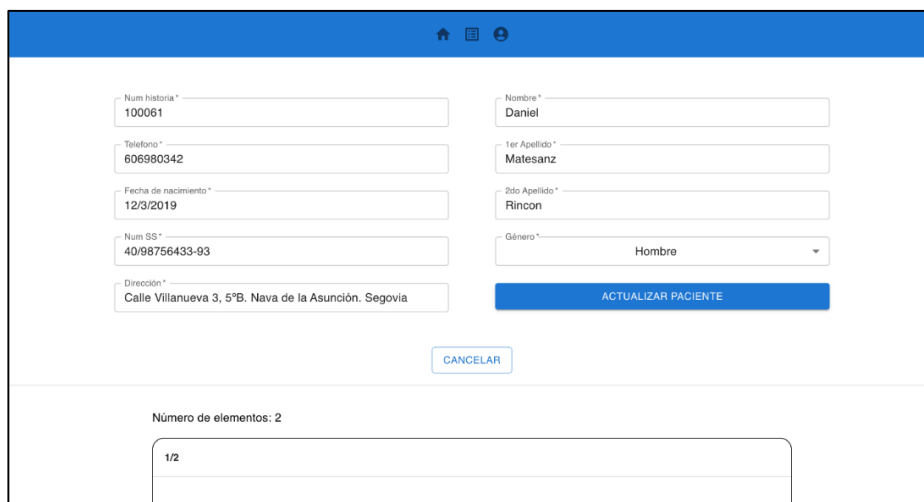 Num historia *
100061
Nombre *
Daniel
Telefono *
606980342
1er Apellido *
Matesanz
Fecha de nacimiento *
12/3/2019
2do Apellido *
Rincon
Num SS *
40/98756433-93
Género *
Hombre
Dirección *
Calle Villanueva 3, 5ºB. Nava de la Asunción. Segovia
ACTUALIZAR PACIENTE
CANCELAR
Número de elementos: 2
1/2